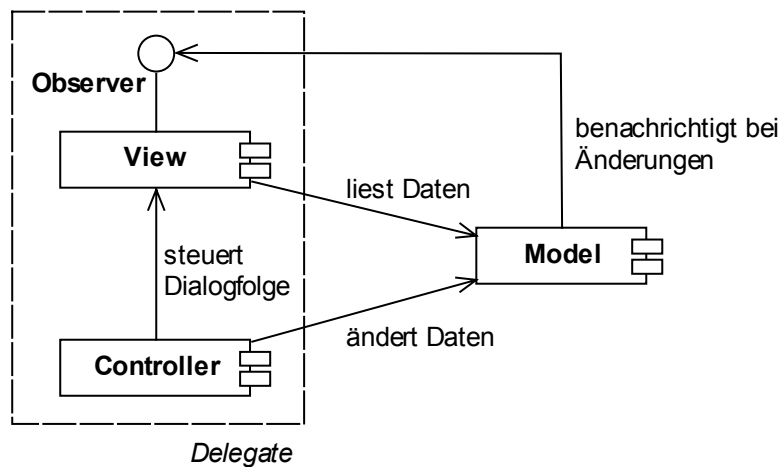 Observer
View
benachrichtigt bei
Änderungen
liest Daten
steuert
Dialogfolge
Model
ändert Daten
Controller
Delegate